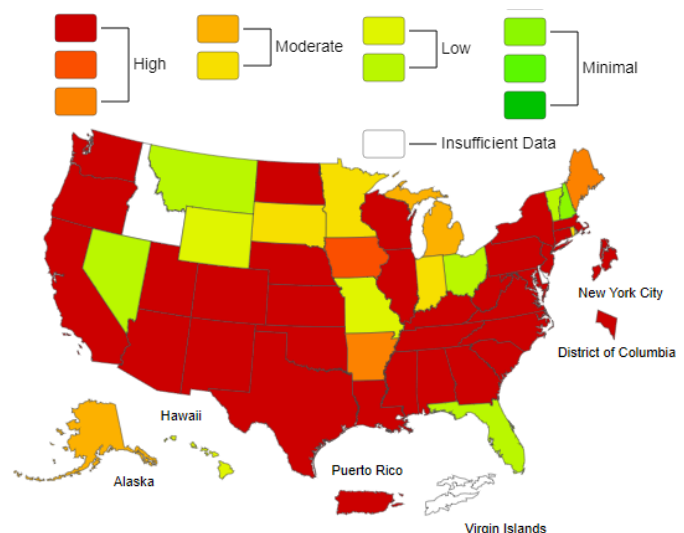 High
Moderate
Low
Minimal
Insufficient Data
New York City
District of Columbia
Hawaii
Alaska
Puerto Rico
Virgin Islands